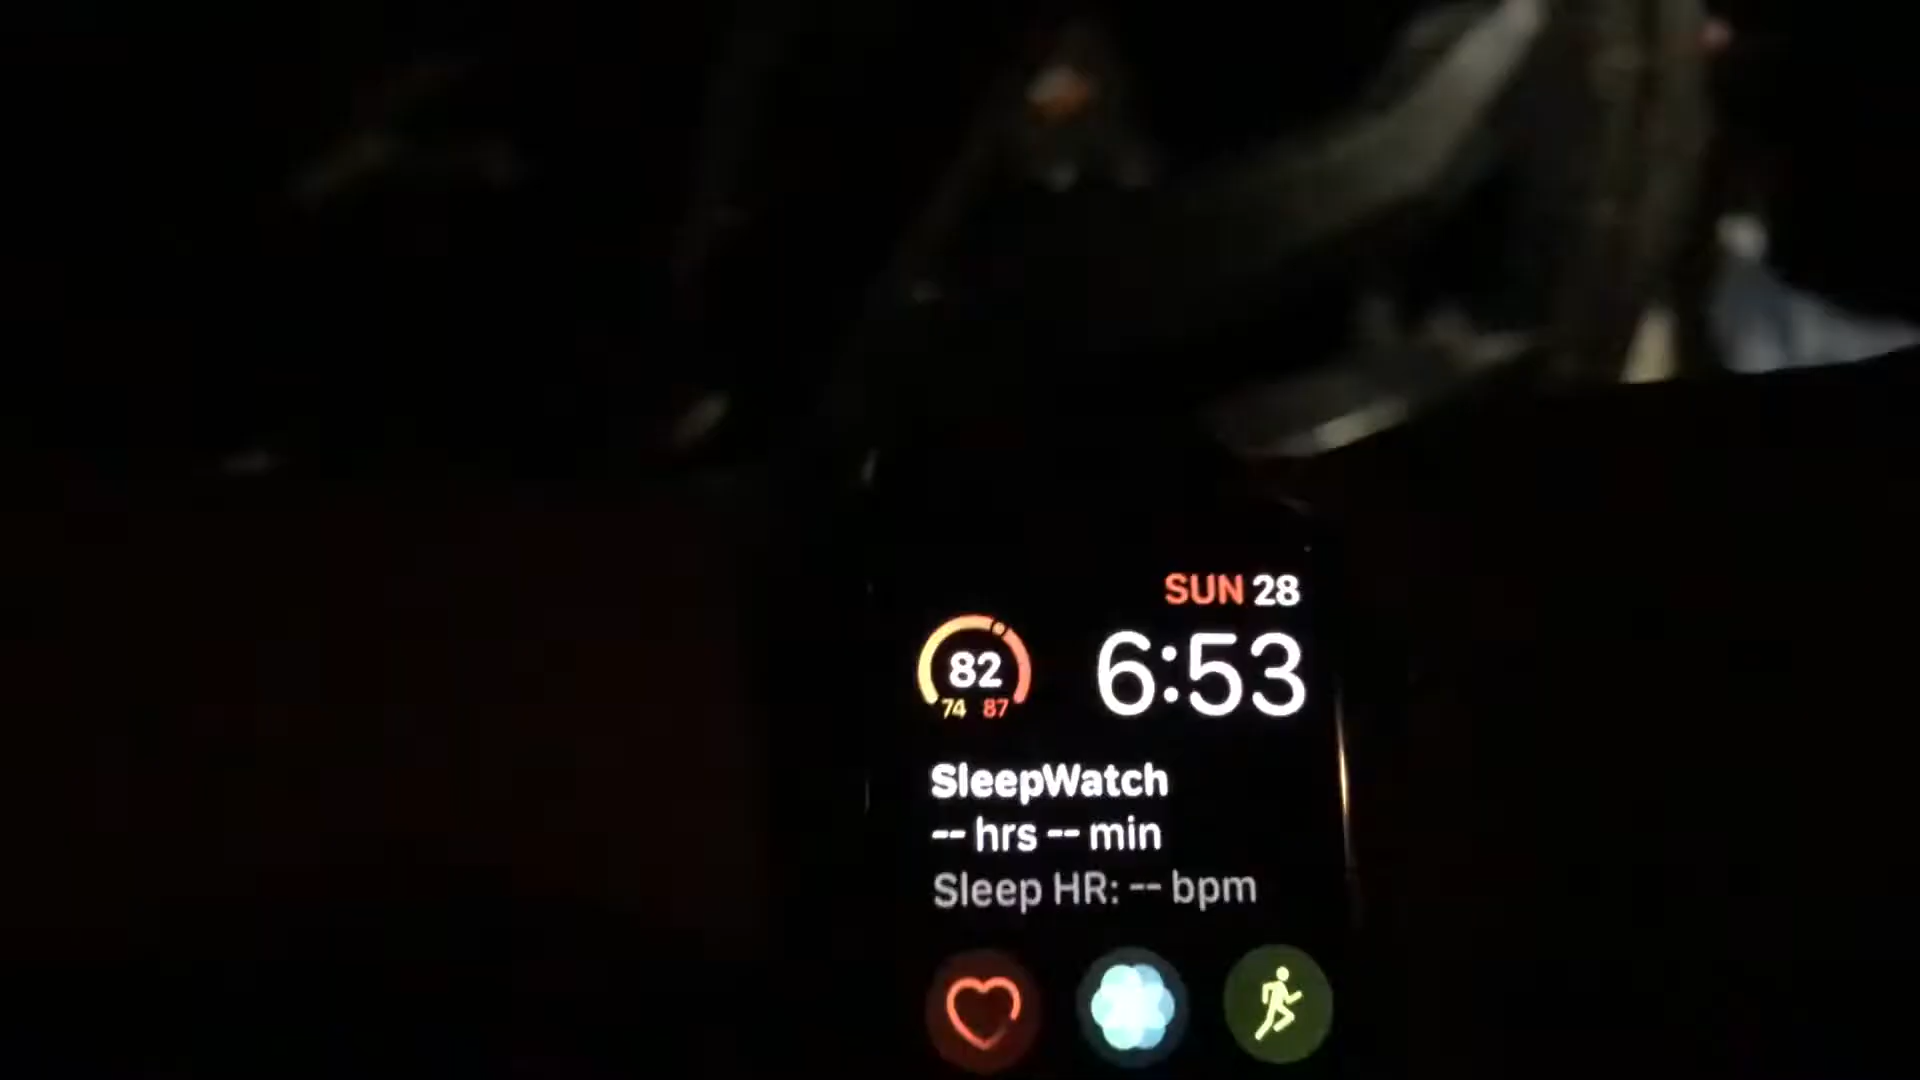 SUN 28
82
6:53
74 87
SleepWatch
-- hrs -- min
Sleep HR: -- bpm